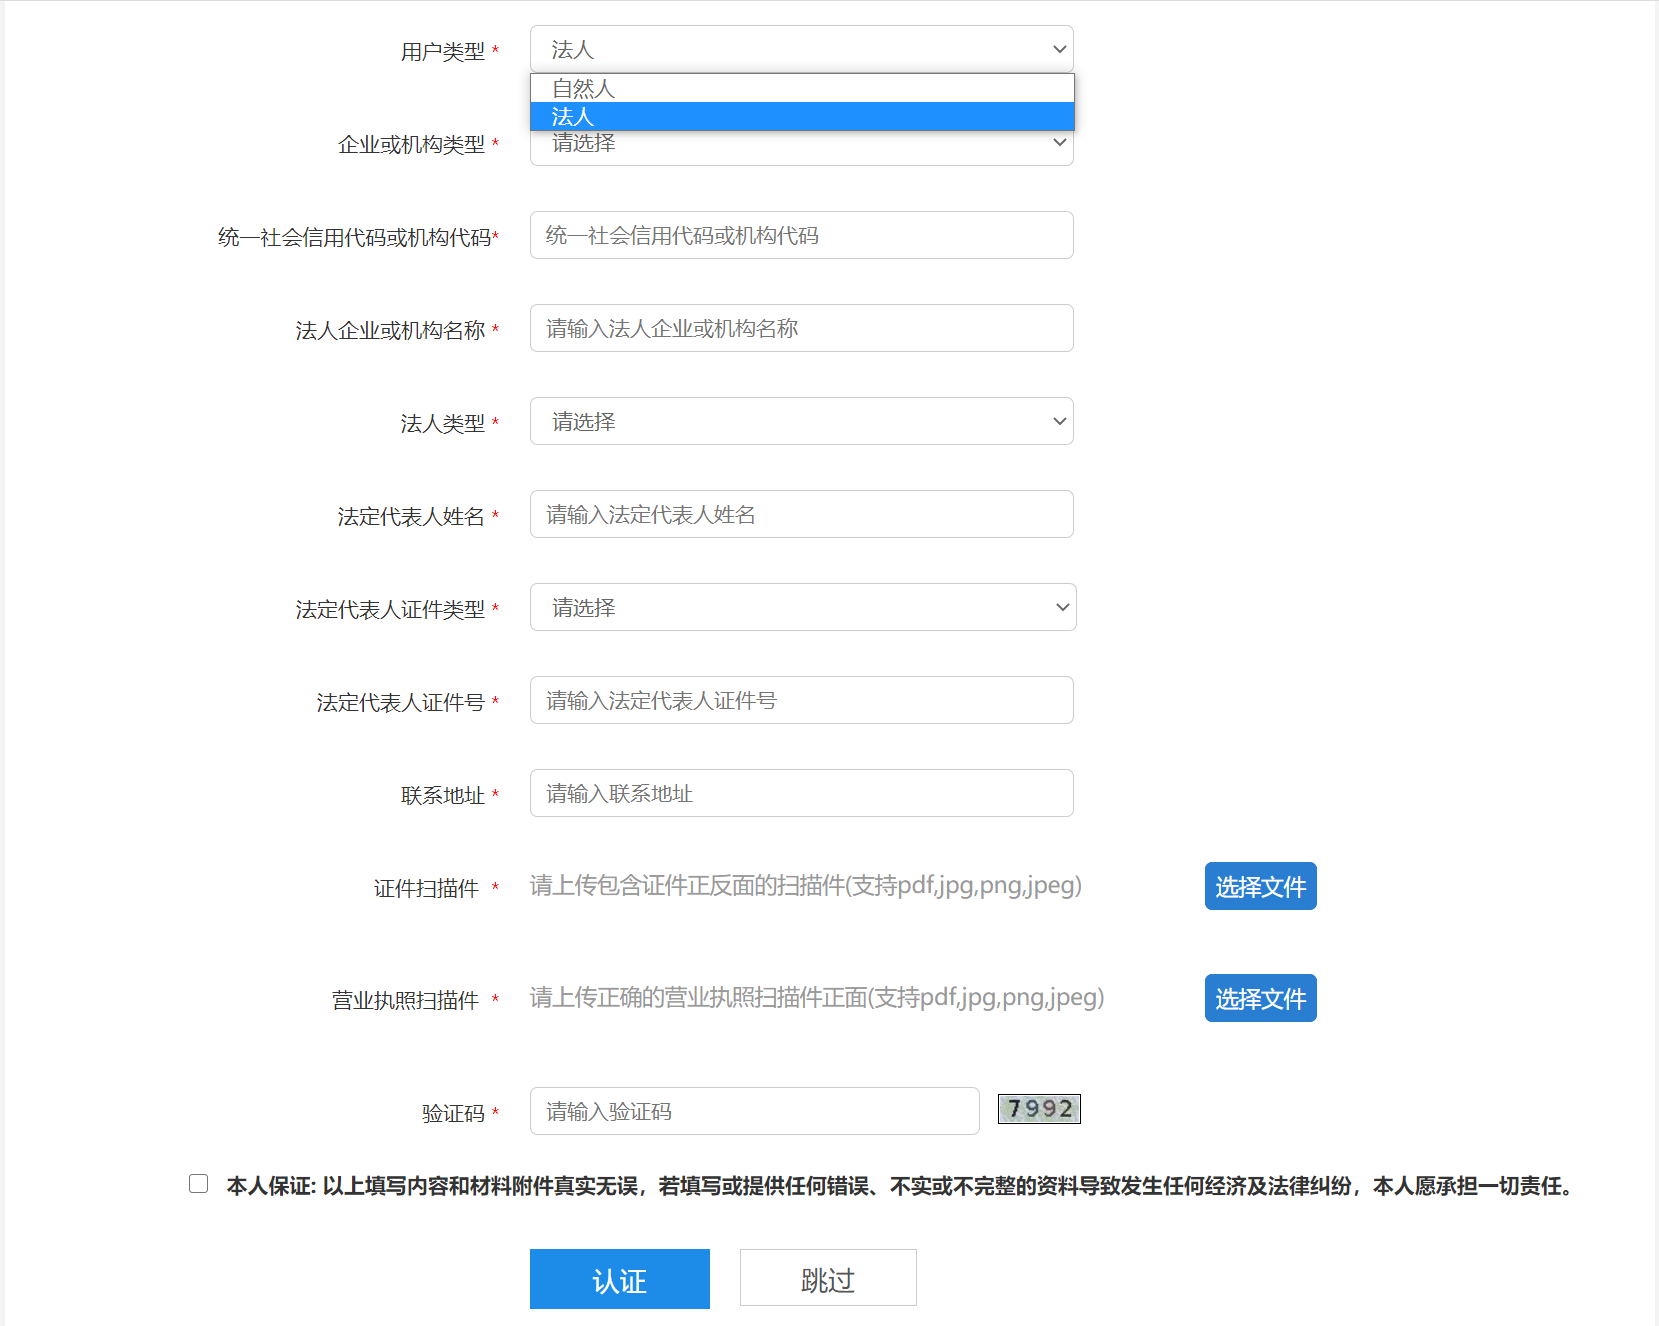 用户类型 * 法人
自然人
法人
企业或机构类型 * 请选择
统一社会信用代码或机构代码* 统一社会信用代码或机构代码
法人企业或机构名称 * 请输入法人企业或机构名称
法人类型 * 请选择
法定代表人姓名 * 请输入法定代表人姓名
法定代表人证件类型 * 请选择
法定代表人证件号 * 请输入法定代表人证件号
联系地址 * 请输入联系地址
证件扫描件 * 请上传包含证件正反面的扫描件(支持pdf,jpg,png,jpeg) 选择文件
营业执照扫描件 * 请上传正确的营业执照扫描件正面(支持pdf,jpg,png,jpeg) 选择文件
验证码 * 请输入验证码 7992
本人保证: 以上填写内容和材料附件真实无误，若填写或提供任何错误、不实或不完整的资料导致发生任何经济及法律纠纷，本人愿承担一切责任。
认证 跳过